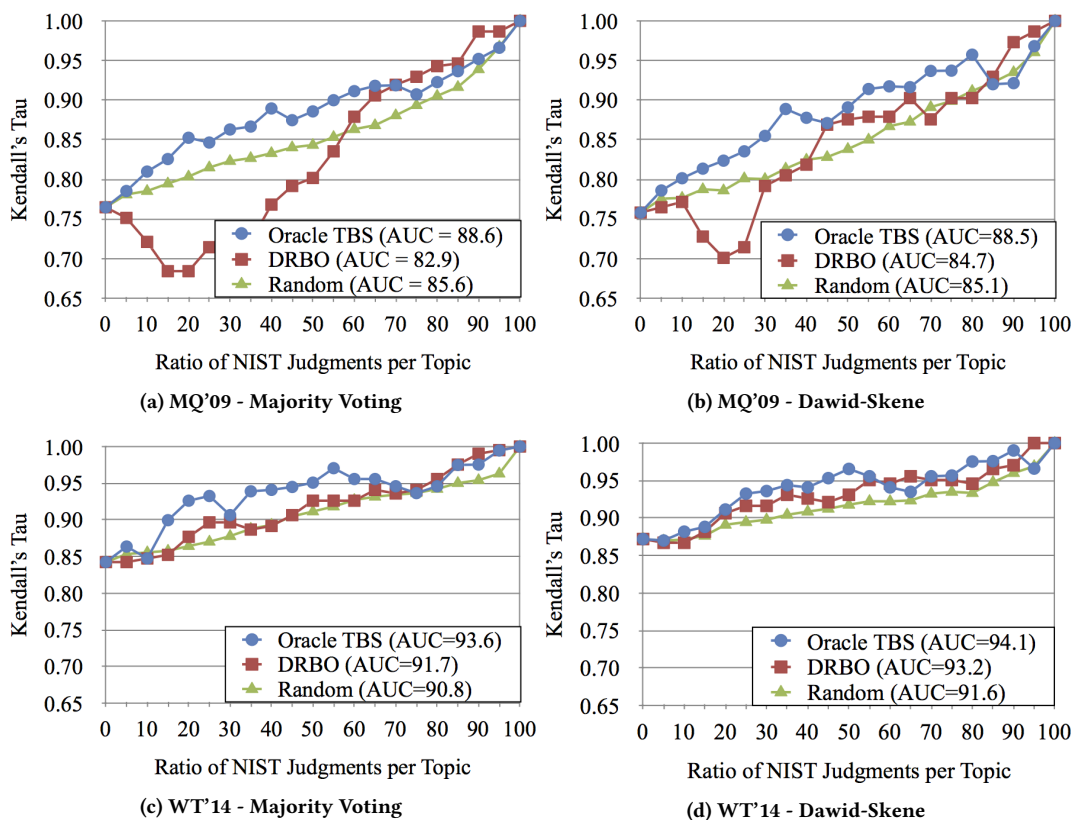 1.00
0.95
0.90
0.85
0.80
0.75
0.70
0.65
Kendall's Tau
Oracle TBS (AUC = 88.6)
DRBO (AUC = 82.9)
Random (AUC = 85.6)
0 10 20 30 40 50 60 70 80 90 100
Ratio of NIST Judgments per Topic
(a) MQ'09 - Majority Voting
1.00
0.95
0.90
0.85
0.80
0.75
0.70
0.65
Kendall's Tau
Oracle TBS (AUC=88.5)
DRBO (AUC=84.7)
Random (AUC=85.1)
0 10 20 30 40 50 60 70 80 90 100
Ratio of NIST Judgments per Topic
(b) MQ'09 - Dawid-Skene
1.00
0.95
0.90
0.85
0.80
0.75
0.70
0.65
Kendall's Tau
Oracle TBS (AUC=93.6)
DRBO (AUC=91.7)
Random (AUC=90.8)
0 10 20 30 40 50 60 70 80 90 100
Ratio of NIST Judgments per Topic
(c) WT'14 - Majority Voting
1.00
0.95
0.90
0.85
0.80
0.75
0.70
0.65
Kendall's Tau
Oracle TBS (AUC=94.1)
DRBO (AUC=93.2)
Random (AUC=91.6)
0 10 20 30 40 50 60 70 80 90 100
Ratio of NIST Judgments per Topic
(d) WT'14 - Dawid-Skene